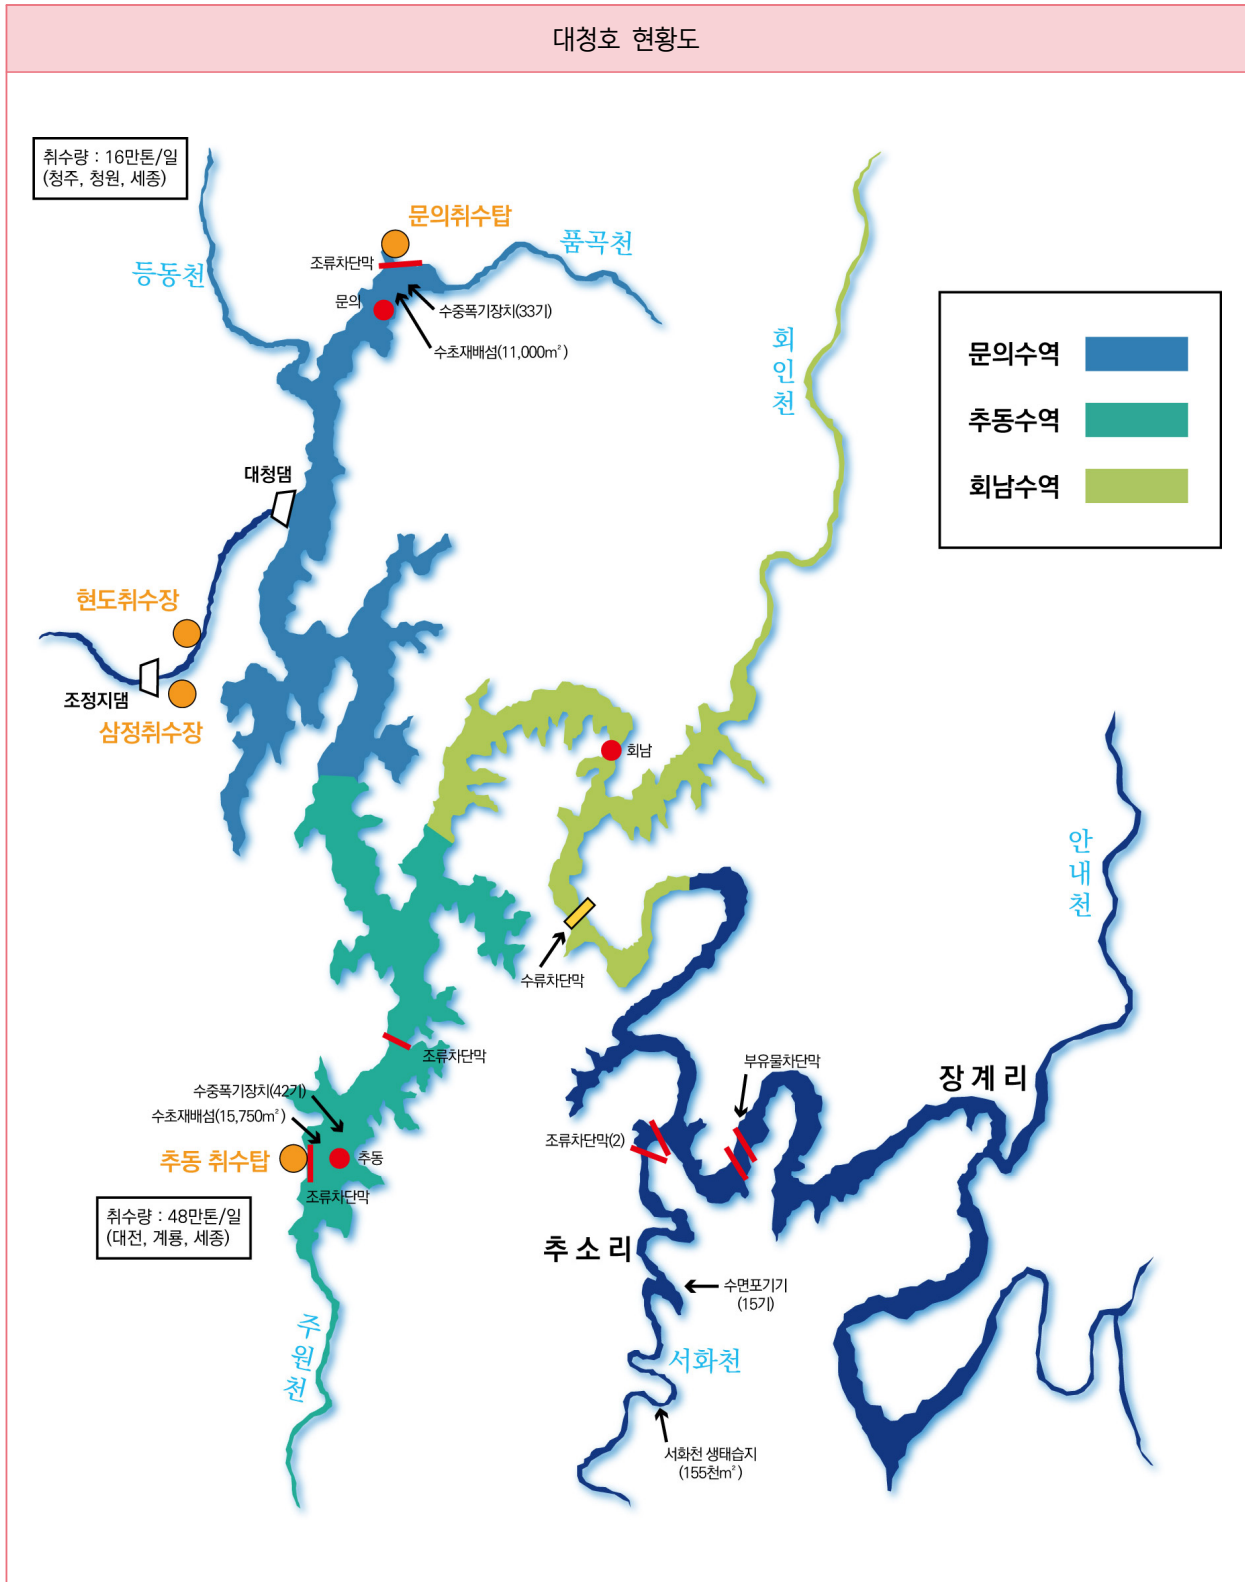 대청호 현황도
취수량 : 16만톤/일
(청주, 청원, 세종)
문의취수탑
품곡천
조류차단막
등동천
문의
수중폭기장치(33기)
수초재배섬(11,000㎡)
회인천
문의수역
추동수역
회남수역
대청댐
현도취수장
조정지댐
삼정취수장
회남
안내천
수류차단막
조류차단막
부유물차단막
장계리
수중폭기장치(42기)
수초재배섬(15,750㎡)
조류차단막(2)
추동 취수탑
추동
조류차단막
취수량 : 48만톤/일
(대전, 계룡, 세종)
추소리
수면포기기
(15기)
주원천
서화천
서화천 생태습지
(155천㎡)